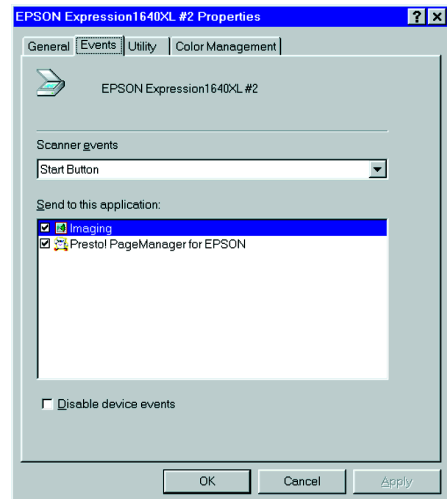 EPSON Expression1640XL #2 Properties
General Events Utility Color Management
EPSON Expression1640XL #2
Scanner events
Start Button
Send to this application:
Imaging
Presto! PageManager for EPSON
Disable device events
OK Cancel Apply